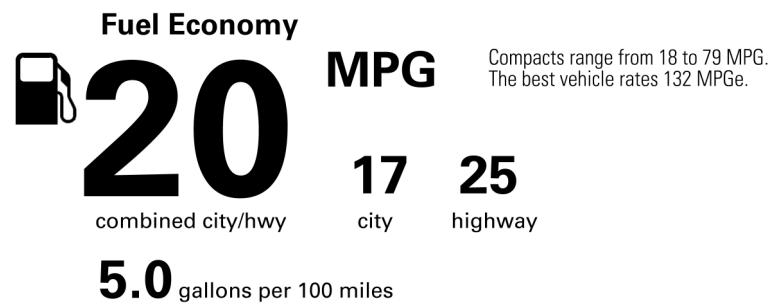 Fuel Economy
20
MPG
Compacts range from 18 to 79 MPG.
The best vehicle rates 132 MPGe.
17 25
combined city/hwy city highway
5.0 gallons per 100 miles